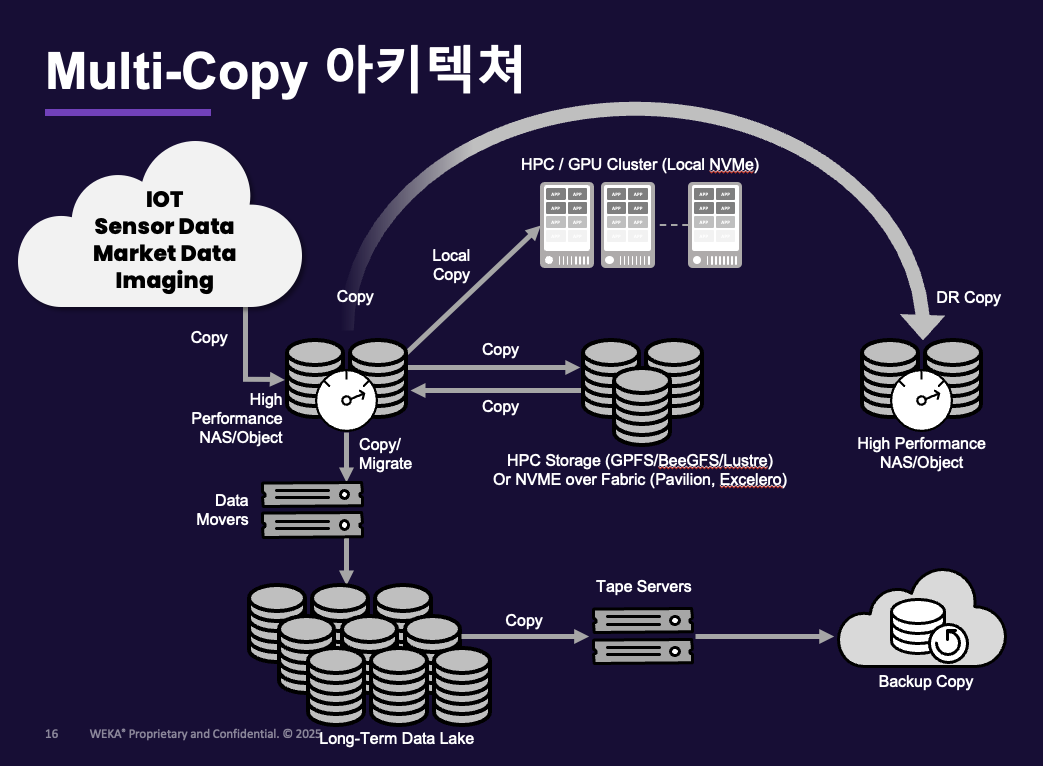 Multi-Copy 아키텍쳐
IOT
Sensor Data
Market Data
Imaging
HPC / GPU Cluster (Local NVMe)
APP APP APP APP APP APP
APP APP APP APP APP APP
APP APP APP APP APP APP
Local
Copy
Copy
DR Copy
Copy
Copy
Copy
High
Performance
NAS/Object
Copy/
Migrate
HPC Storage (GPFS/BeeGFS/Lustre)
Or NVME over Fabric (Pavilion, Excelero)
High Performance
NAS/Object
Data
Movers
Tape Servers
Copy
Backup Copy
Long-Term Data Lake
16
WEKA® Proprietary and Confidential. © 2025